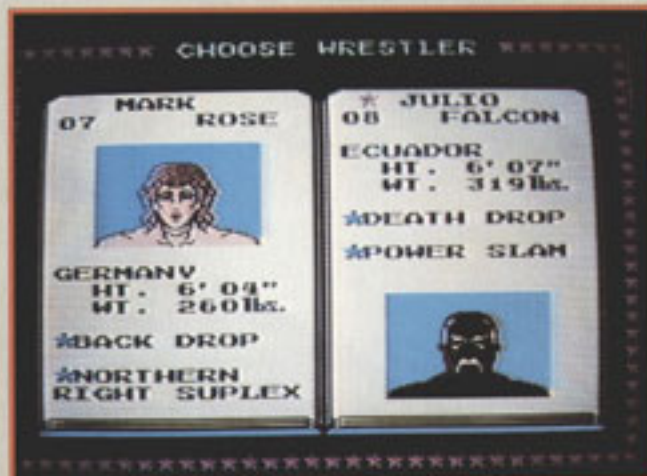 CHOOSE WRESTLER
MARK
07 ROSE
GERMANY
HT. 6'04"
WT. 260lbs.
BACK DROP
NORTHERN
RIGHT SUPLEX
JULIO
08 FALCON
ECUADOR
HT. 6'07"
WT. 319lbs.
DEATH DROP
POWER SLAM